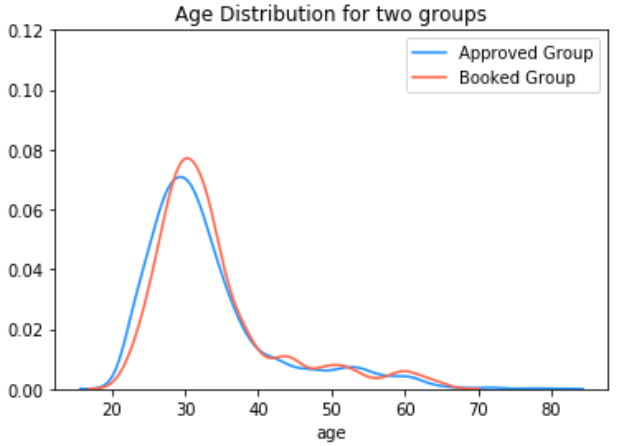 Age Distribution for two groups
0.12
0.10
0.08
0.06
0.04
0.02
0.00
Approved Group
Booked Group
20 30 40 50 60 70 80
age